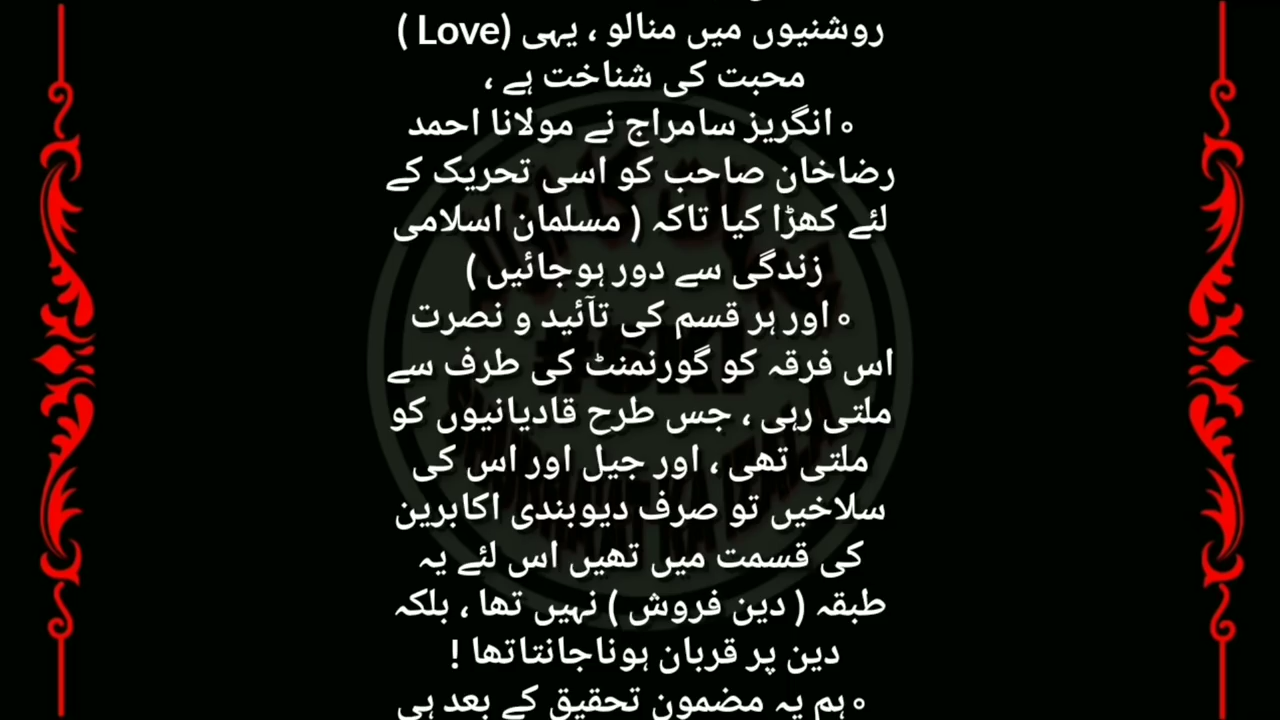 روشنیوں میں منالو ، یہی (Love )
محبت کی شناخت ہے ،
○ انگریز سامراج نے مولانا احمد
رضاخان صاحب کو اسی تحریک کے
لئے کھڑا کیا تاکہ ( مسلمان اسلامی
زندگی سے دور ہوجائیں )
○ اور ہر قسم کی تآئید و نصرت
اس فرقہ کو گورنمنٹ کی طرف سے
ملتی رہی ، جس طرح قادیانیوں کو
ملتی تھی ، اور جیل اور اس کی
سلاخیں تو صرف دیوبندی اکابرین
کی قسمت میں تھیں اس لئے یہ
طبقہ ( دین فروش ) نہیں تھا ، بلکہ
دین پر قربان ہوناجانتاتھا !
○ ہم یہ مضمون تحقیق کے بعد ہی